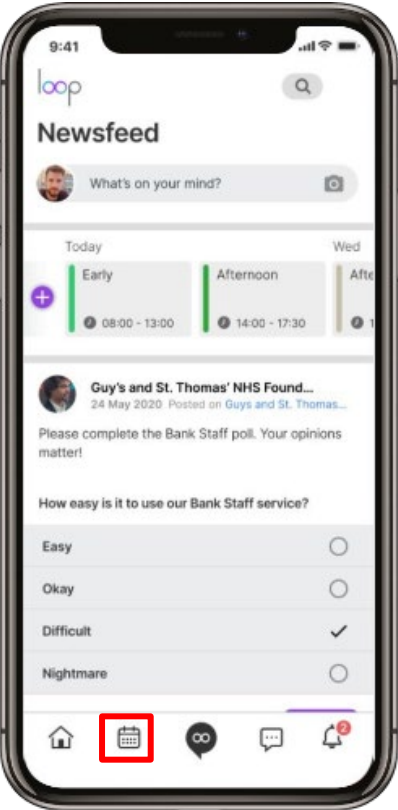 9:41
loop
Newsfeed
What's on your mind?
Today Wed
Early Afternoon Afte
08:00 - 13:00 14:00 - 17:30 1
Guy's and St. Thomas' NHS Found...
24 May 2020 Posted on Guys and St. Thomas...
Please complete the Bank Staff poll. Your opinions
matter!
How easy is it to use our Bank Staff service?
Easy
Okay
Difficult
Nightmare
2